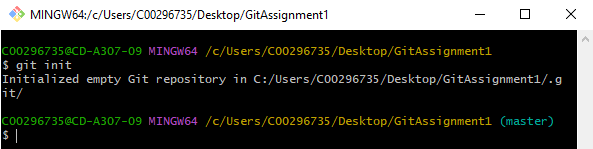 MINGW64:/c/Users/C00296735/Desktop/GitAssignment1
C00296735@CD-A307-09 MINGW64 /c/Users/C00296735/Desktop/GitAssignment1
$ git init
Initialized empty Git repository in C:/Users/C00296735/Desktop/GitAssignment1/.g
it/
C00296735@CD-A307-09 MINGW64 /c/Users/C00296735/Desktop/GitAssignment1 (master)
$